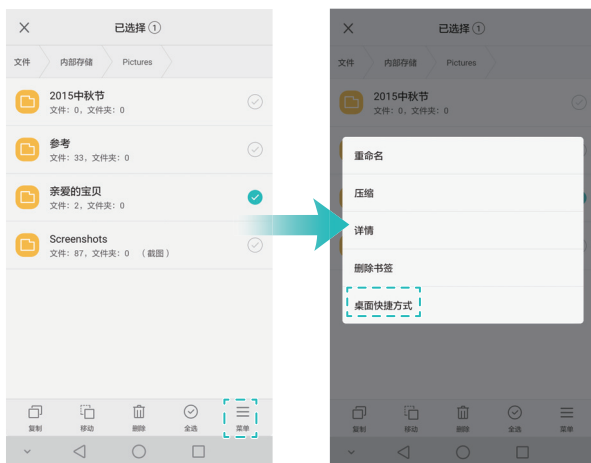 已选择 1
文件 内部存储 Pictures
2015中秋节
文件：0，文件夹：0
参考
文件：33，文件夹：0
亲爱的宝贝
文件：2，文件夹：0
Screenshots
文件：87，文件夹：0 （截图）
复制 移动 删除 全选 菜单
已选择 1
文件 内部存储 Pictures
2015中秋节
文件：0，文件夹：0
重命名
压缩
详情
删除书签
桌面快捷方式
复制 移动 删除 全选 菜单